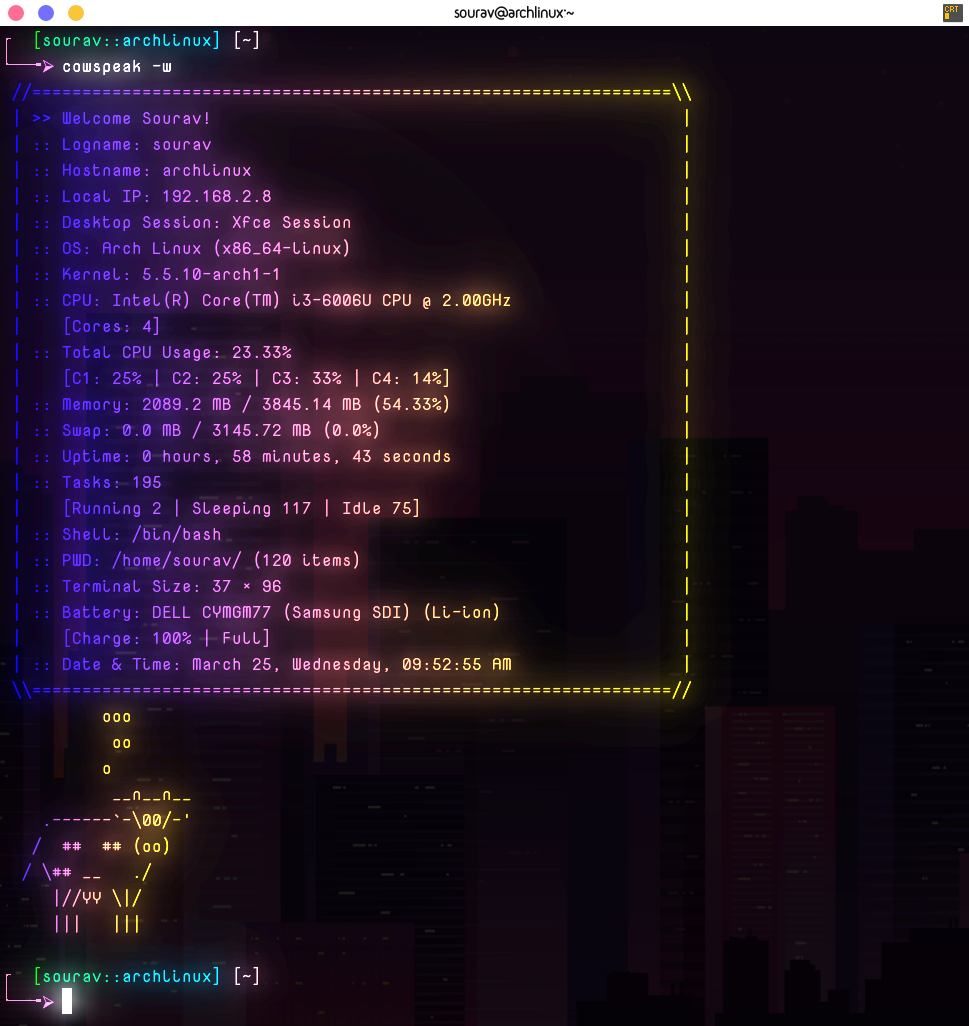 sourav@archlinux:~
CRT
[sourav::archlinux] [~]
cowspeak -w
//================================================================\\
| >> Welcome Sourav! |
| :: Logname: sourav |
| :: Hostname: archlinux |
| :: Local IP: 192.168.2.8 |
| :: Desktop Session: Xfce Session |
| :: OS: Arch Linux (x86_64-linux) |
| :: Kernel: 5.5.10-arch1-1 |
| :: CPU: Intel(R) Core(TM) i3-6006U CPU @ 2.00GHz |
| [Cores: 4] |
| :: Total CPU Usage: 23.33% |
| [C1: 25% | C2: 25% | C3: 33% | C4: 14%] |
| :: Memory: 2089.2 MB / 3845.14 MB (54.33%) |
| :: Swap: 0.0 MB / 3145.72 MB (0.0%) |
| :: Uptime: 0 hours, 58 minutes, 43 seconds |
| :: Tasks: 195 |
| [Running 2 | Sleeping 117 | Idle 75] |
| :: Shell: /bin/bash |
| :: PWD: /home/sourav/ (120 items) |
| :: Terminal Size: 37 × 96 |
| :: Battery: DELL CYMGM77 (Samsung SDI) (Li-ion) |
| [Charge: 100% | Full] |
| :: Date & Time: March 25, Wednesday, 09:52:55 AM |
\\================================================================//
ooo
oo
o
__n__n__
.------`-\00/-'
/  ##  ## (oo)
/ \## __   ./
|//YY \|/
|||   |||
[sourav::archlinux] [~]